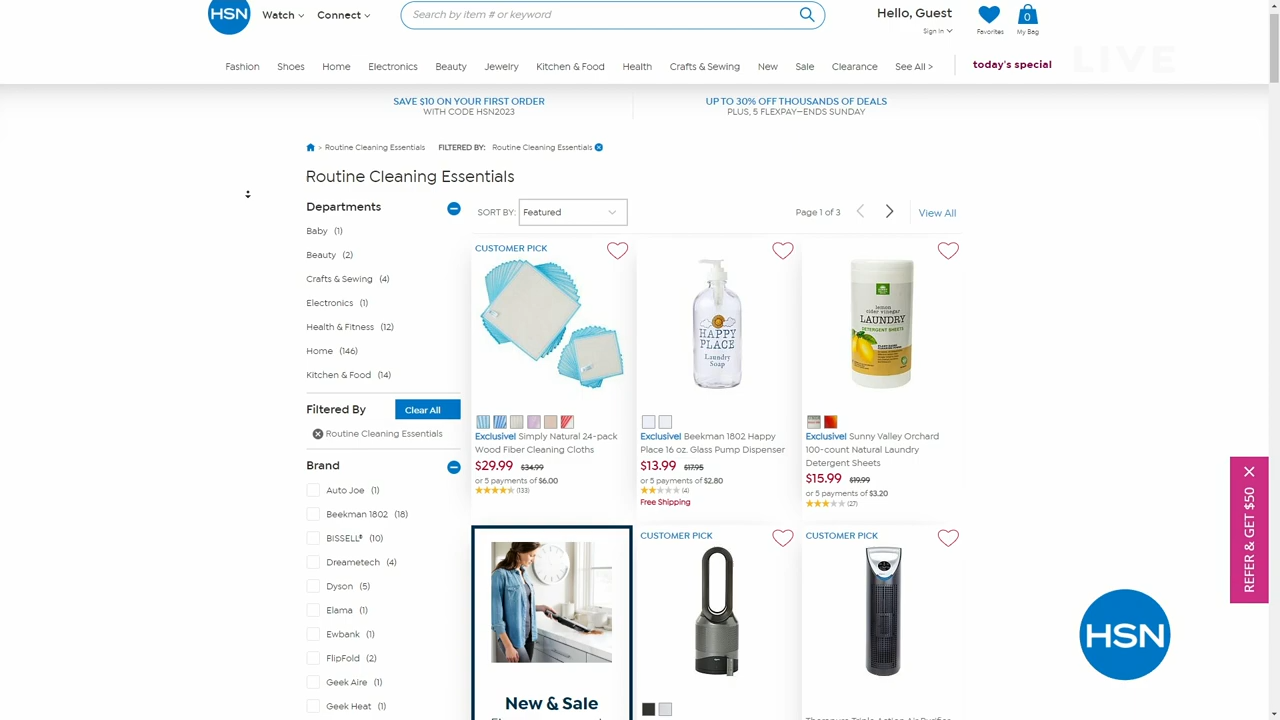 HSN
Watch
Connect
Search by item # or keyword
Hello, Guest
Sign In
Favorites
0
My Bag
Fashion
Shoes
Home
Electronics
Beauty
Jewelry
Kitchen & Food
Health
Crafts & Sewing
New
Sale
Clearance
See All >
today's special
LIVE
SAVE $10 ON YOUR FIRST ORDER
WITH CODE HSN2023
UP TO 30% OFF THOUSANDS OF DEALS
PLUS, 5 FLEXPAY—ENDS SUNDAY
> Routine Cleaning Essentials
FILTERED BY: Routine Cleaning Essentials
Routine Cleaning Essentials
Departments
Baby (1)
Beauty (2)
Crafts & Sewing (4)
Electronics (1)
Health & Fitness (12)
Home (146)
Kitchen & Food (14)
Filtered By
Clear All
Routine Cleaning Essentials
Brand
Auto Joe (1)
Beekman 1802 (18)
BISSELL® (10)
Dreametech (4)
Dyson (5)
Elama (1)
Ewbank (1)
FlipFold (2)
Geek Aire (1)
Geek Heat (1)
SORT BY: Featured
Page 1 of 3
View All
CUSTOMER PICK
Exclusive! Simply Natural 24-pack
Wood Fiber Cleaning Cloths
$29.99 $34.99
or 5 payments of $6.00
(133)
HAPPY
PLACE
Laundry
Soap
Exclusive! Beekman 1802 Happy
Place 16 oz. Glass Pump Dispenser
$13.99 $17.95
or 5 payments of $2.80
(4)
Free Shipping
lemon
cider vinegar
LAUNDRY
DETERGENT SHEETS
Exclusive! Sunny Valley Orchard
100-count Natural Laundry
Detergent Sheets
$15.99 $19.99
or 5 payments of $3.20
(27)
New & Sale
CUSTOMER PICK
CUSTOMER PICK
REFER & GET $50
HSN